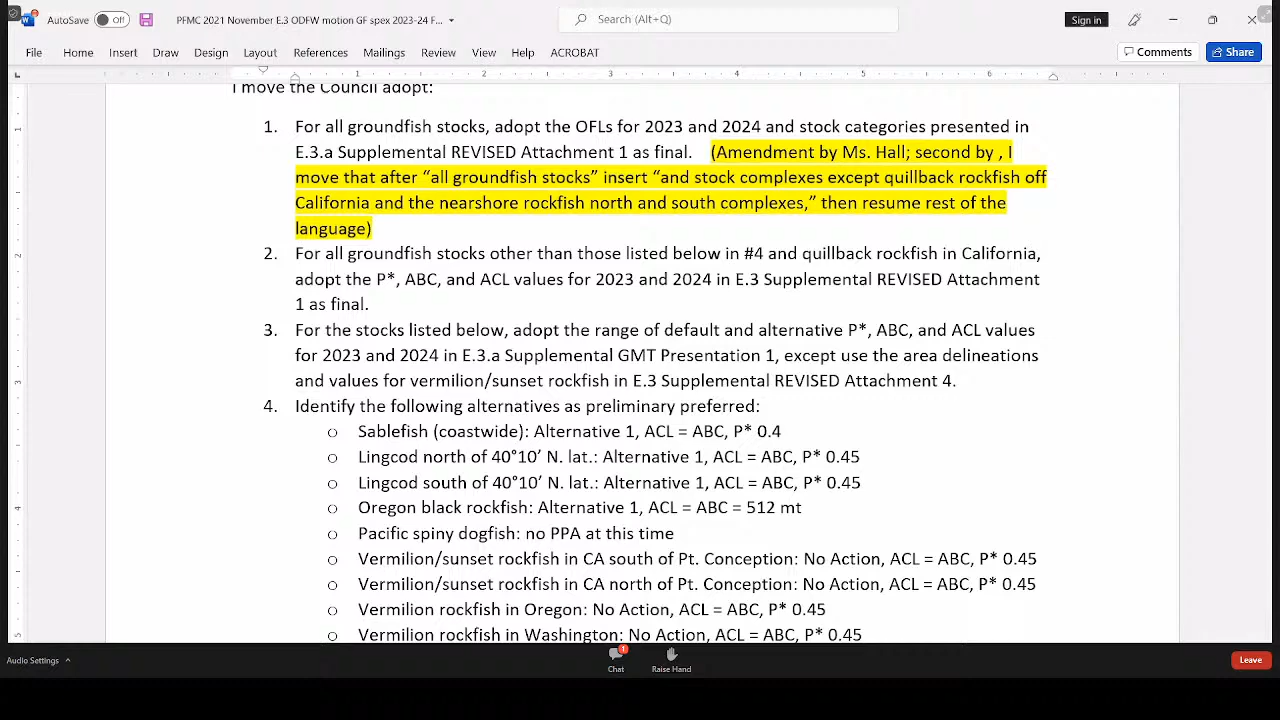 AutoSave Off PFMC 2021 November E.3 ODFW motion GF spex 2023-24 F... Search (Alt+Q) Sign in
File Home Insert Draw Design Layout References Mailings Review View Help ACROBAT Comments Share
1 2 3 4 5 6
I move the Council adopt:
1. For all groundfish stocks, adopt the OFLs for 2023 and 2024 and stock categories presented in
E.3.a Supplemental REVISED Attachment 1 as final. (Amendment by Ms. Hall; second by , I
move that after “all groundfish stocks” insert “and stock complexes except quillback rockfish off
California and the nearshore rockfish north and south complexes,” then resume rest of the
language)
2. For all groundfish stocks other than those listed below in #4 and quillback rockfish in California,
adopt the P*, ABC, and ACL values for 2023 and 2024 in E.3 Supplemental REVISED Attachment
1 as final.
3. For the stocks listed below, adopt the range of default and alternative P*, ABC, and ACL values
for 2023 and 2024 in E.3.a Supplemental GMT Presentation 1, except use the area delineations
and values for vermilion/sunset rockfish in E.3 Supplemental REVISED Attachment 4.
4. Identify the following alternatives as preliminary preferred:
o Sablefish (coastwide): Alternative 1, ACL = ABC, P* 0.4
o Lingcod north of 40°10’ N. lat.: Alternative 1, ACL = ABC, P* 0.45
o Lingcod south of 40°10’ N. lat.: Alternative 1, ACL = ABC, P* 0.45
o Oregon black rockfish: Alternative 1, ACL = ABC = 512 mt
o Pacific spiny dogfish: no PPA at this time
o Vermilion/sunset rockfish in CA south of Pt. Conception: No Action, ACL = ABC, P* 0.45
o Vermilion/sunset rockfish in CA north of Pt. Conception: No Action, ACL = ABC, P* 0.45
o Vermilion rockfish in Oregon: No Action, ACL = ABC, P* 0.45
o Vermilion rockfish in Washington: No Action, ACL = ABC, P* 0.45
Audio Settings Chat 1 Raise Hand Leave